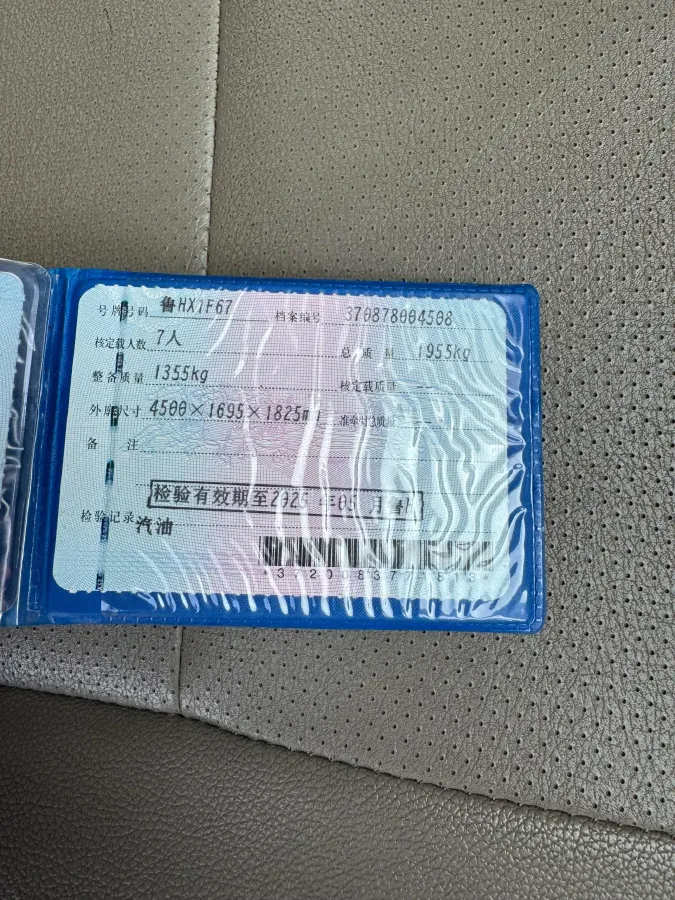 号牌号码 鲁HX1F67 档案编号 370878004508
核定载人数 7人 总质量 1955kg
整备质量 1355kg 核定载质量 --
外廓尺寸 4500×1695×1825mm 准牵引总质量 --
备注
检验有效期至2025年05月鲁H
检验记录 汽油